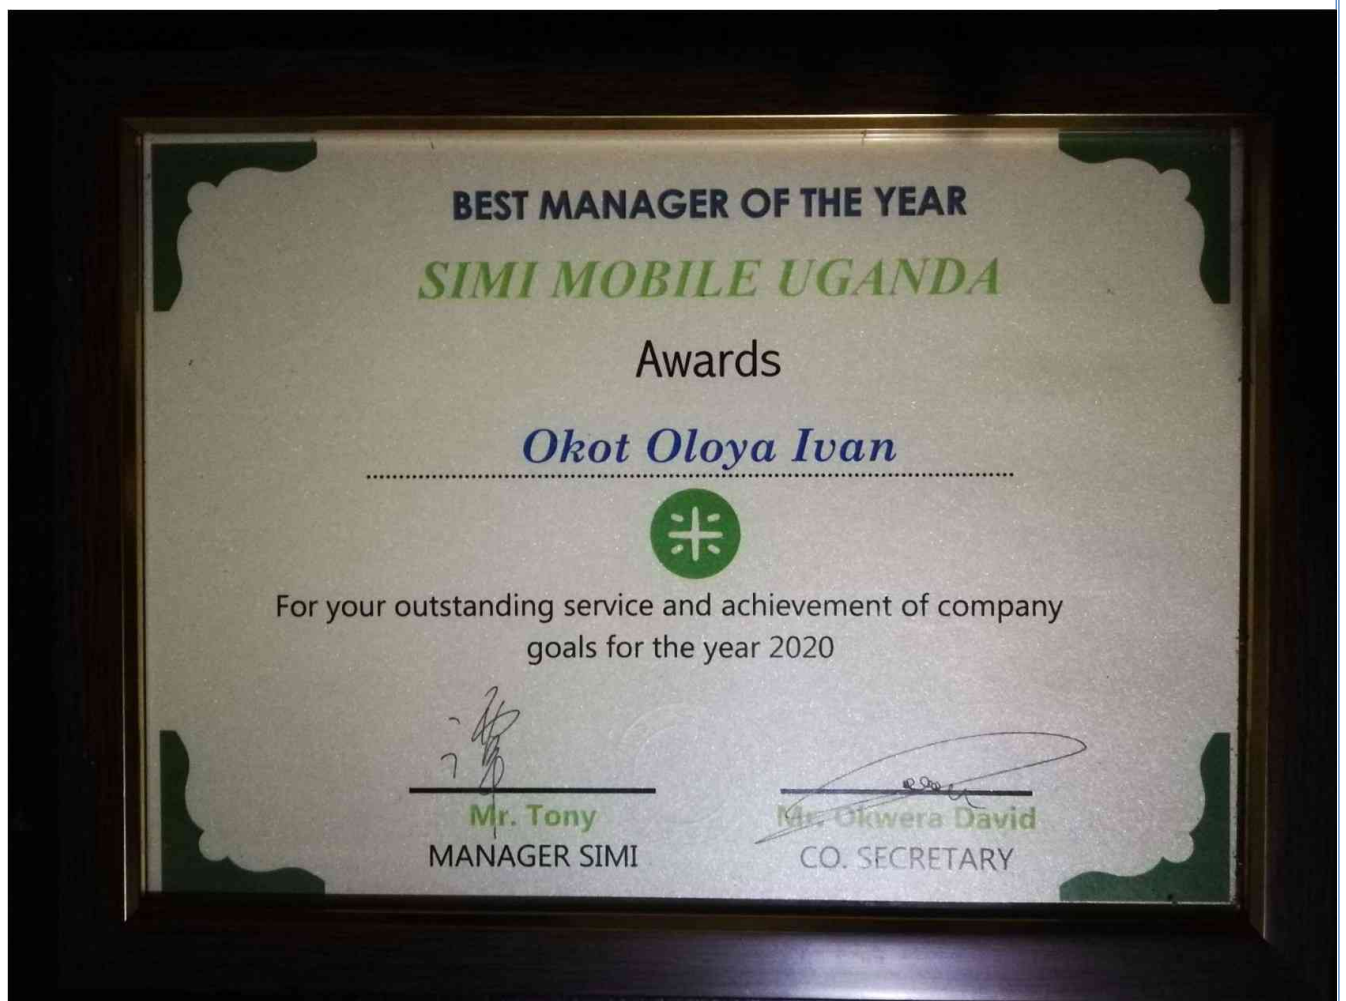 BEST MANAGER OF THE YEAR
SIMI MOBILE UGANDA
Awards
Okot Oloya Ivan
For your outstanding service and achievement of company
goals for the year 2020
Mr. Tony
MANAGER SIMI
Mr. Okwera David
CO. SECRETARY